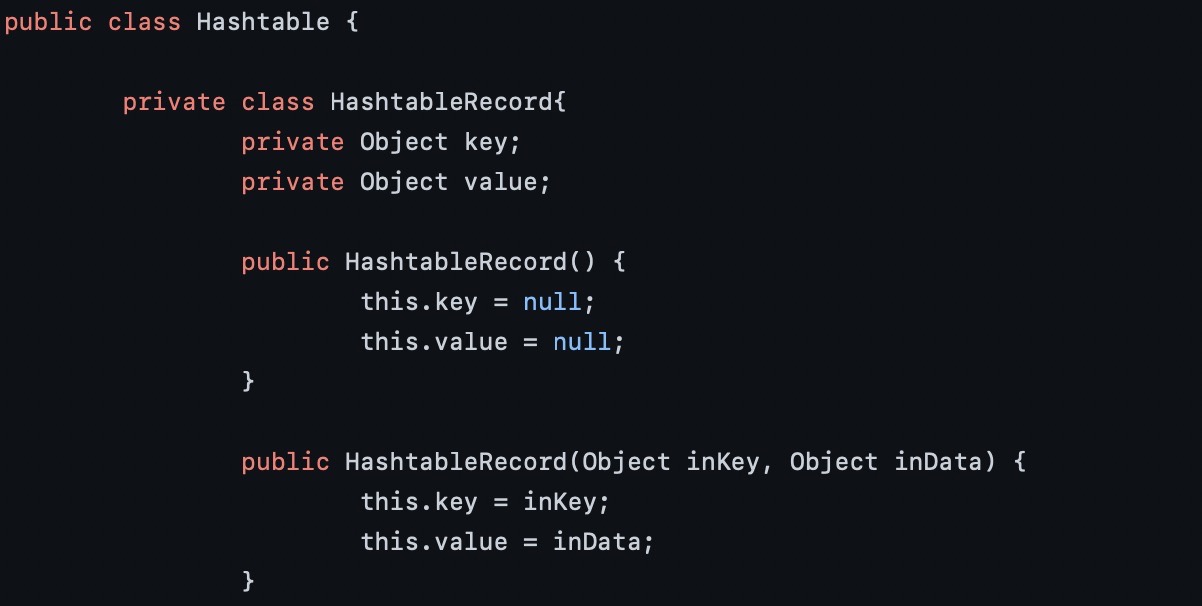 public class Hashtable {
private class HashtableRecord{
private Object key;
private Object value;
public HashtableRecord() {
this.key = null;
this.value = null;
}
public HashtableRecord(Object inKey, Object inData) {
this.key = inKey;
this.value = inData;
}